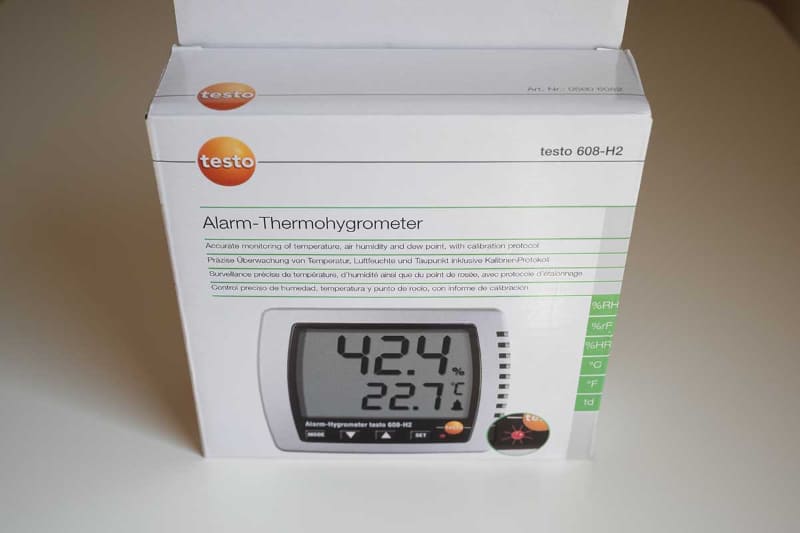 testo
Art. Nr.: 0560 6082
testo
testo 608-H2
Alarm-Thermohygrometer
Accurate monitoring of temperature, air humidity and dew point, with calibration protocol
Präzise Überwachung von Temperatur, Luftfeuchte und Taupunkt inklusive Kalibrier-Protokoll
Surveillance précise de température, d'humidité ainsi que du point de rosée, avec protocole d'étalonnage
Control preciso de humedad, temperatura y punto de rocio, con informe de calibración
%RH
%rF
%HR
°C
°F
td
42.4 %
22.7 °C
Alarm-Hygrometer testo 608-H2
testo
MODE
SET